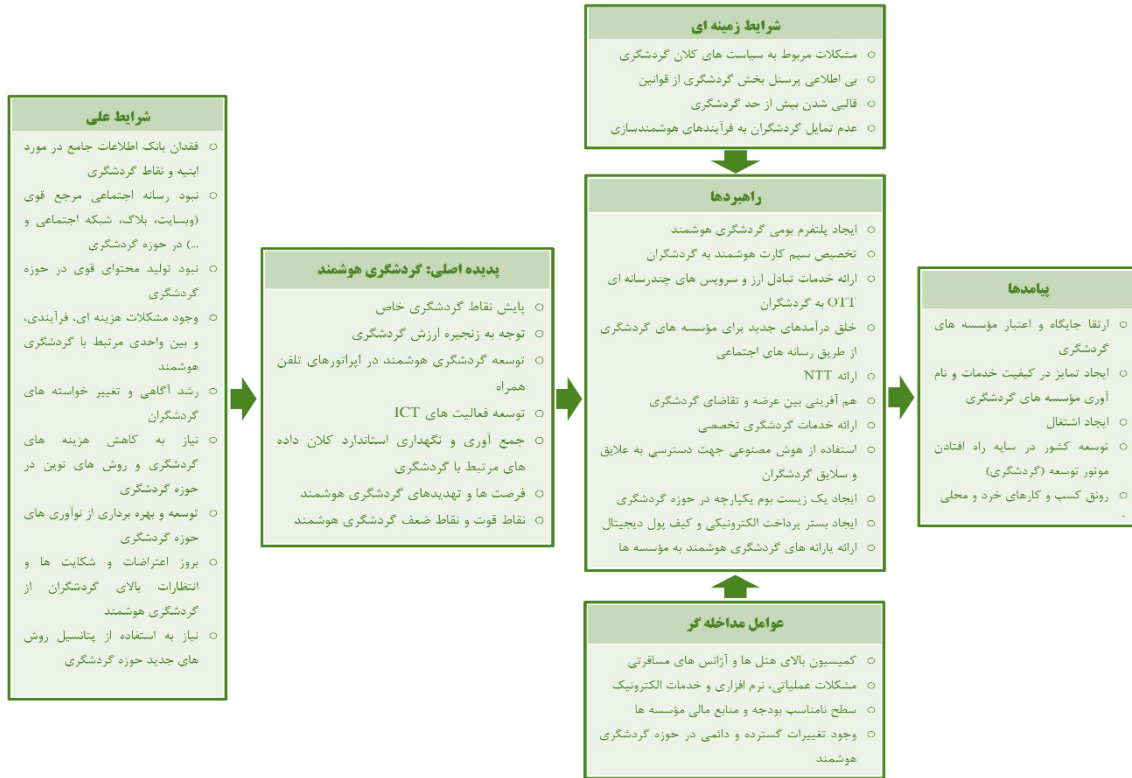 شرایط زمینه ای
مشکلات مربوط به سیاست های کلان گردشگری
بی اطلاعی پرسنل بخش گردشگری از قوانین
قالبی شدن بیش از حد گردشگری
عدم تمایل گردشگران به فرآیندهای هوشمندسازی
شرایط علی
فقدان بانک اطلاعات جامع در مورد
ابنیه و نقاط گردشگری
نبود رسانه اجتماعی مرجع قوی
(وبسایت، بلاگ، شبکه اجتماعی و
...) در حوزه گردشگری
نبود تولید محتوای قوی در حوزه
گردشگری
وجود مشکلات هزینه ای، فرآیندی،
و بین واحدی مرتبط با گردشگری
هوشمند
رشد آگاهی و تغییر خواسته های
گردشگران
نیاز به کاهش هزینه های
گردشگری و روش های نوین در
حوزه گردشگری
توسعه و بهره برداری از نوآوری های
حوزه گردشگری
بروز اعتراضات و شکایت ها و
انتظارات بالای گردشگران از
گردشگری هوشمند
نیاز به استفاده از پتانسیل روش
های جدید حوزه گردشگری
پدیده اصلی: گردشگری هوشمند
پایش نقاط گردشگری خاص
توجه به زنجیره ارزش گردشگری
توسعه گردشگری هوشمند در اپراتورهای تلفن
همراه
توسعه فعالیت های ICT
جمع آوری و نگهداری استاندارد کلان داده
های مرتبط با گردشگری
فرصت ها و تهدیدهای گردشگری هوشمند
نقاط قوت و نقاط ضعف گردشگری هوشمند
راهبردها
ایجاد پلتفرم بومی گردشگری هوشمند
تخصیص سیم کارت هوشمند به گردشگران
ارائه خدمات تبادل ارز و سرویس های چندرسانه ای
OTT به گردشگران
خلق درآمدهای جدید برای مؤسسه های گردشگری
از طریق رسانه های اجتماعی
ارائه NTT
هم آفرینی بین عرضه و تقاضای گردشگری
ارائه خدمات گردشگری تخصصی
استفاده از هوش مصنوعی جهت دسترسی به علایق
و سلایق گردشگران
ایجاد یک زیست بوم یکپارچه در حوزه گردشگری
ایجاد بستر پرداخت الکترونیکی و کیف پول دیجیتال
ارائه یارانه های گردشگری هوشمند به مؤسسه ها
پیامدها
ارتقا جایگاه و اعتبار مؤسسه های
گردشگری
ایجاد تمایز در کیفیت خدمات و نام
آوری مؤسسه های گردشگری
ایجاد اشتغال
توسعه کشور در سایه راه افتادن
موتور توسعه (گردشگری)
رونق کسب و کارهای خرد و محلی
عوامل مداخله گر
کمیسیون بالای هتل ها و آژانس های مسافرتی
مشکلات عملیاتی، نرم افزاری و خدمات الکترونیک
سطح نامناسب بودجه و منابع مالی مؤسسه ها
وجود تغییرات گسترده و دائمی در حوزه گردشگری
هوشمند